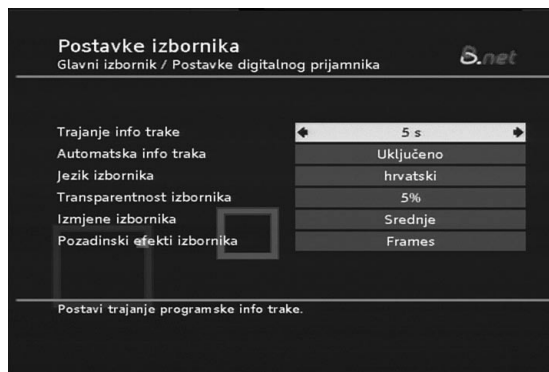 Postavke izbornika
Glavni izbornik / Postavke digitalnog prijamnika
B.net
Trajanje info trake 5 s
Automatska info traka Uključeno
Jezik izbornika hrvatski
Transparentnost izbornika 5%
Izmjene izbornika Srednje
Pozadinski efekti izbornika Frames
Postavi trajanje programske info trake.